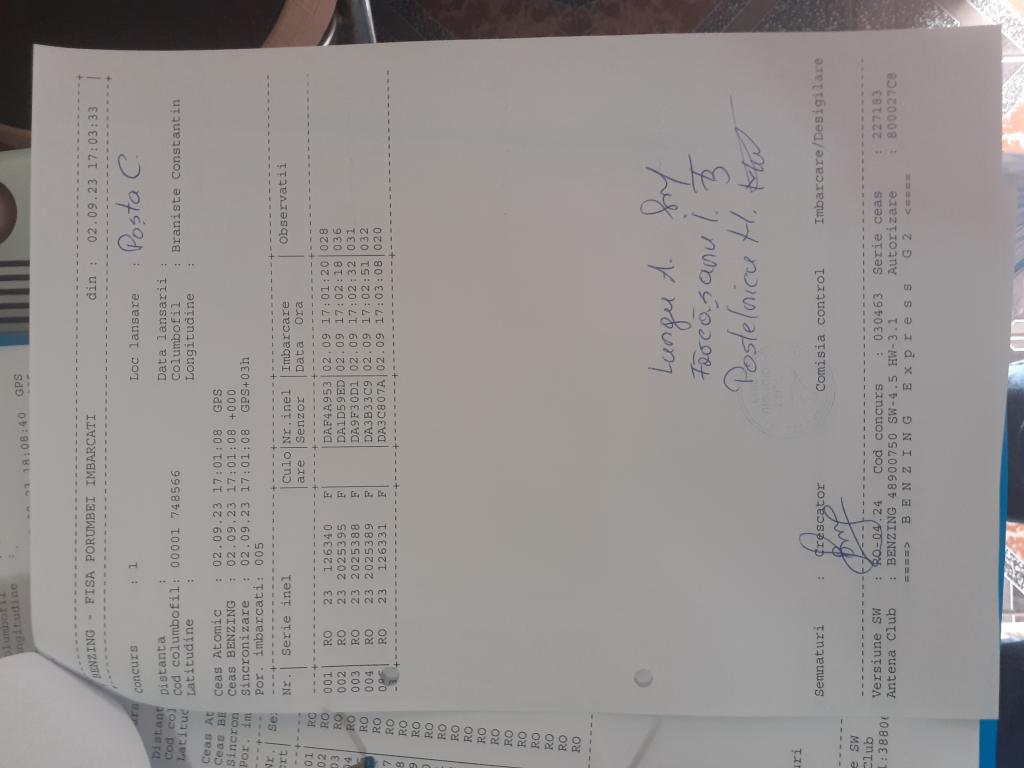 BENZING - FISA PORUMBEI IMBARCATI din : 02.09.23 17:03:33
concurs : 1 Loc lansare : Posta C.
Distanta : Data lansarii :
Cod columbofil: 00001 748566 Columbofil : Braniste Constantin
Latitudine : Longitudine :
Ceas Atomic : 02.09.23 17:01:08 GPS
Ceas BENZING : 02.09.23 17:01:08 +000
Sincronizare : 02.09.23 17:01:08 GPS+03h
Por. imbarcati: 005
Nr. | Serie inel |Culo|Nr.inel |Imbarcare | Observatii
|are |Senzor |Data Ora |
001 | RO 23 126340 F | |DAF4A953|02.09 17:01:20|028
002 | RO 23 2025395 F | |DA1D59ED|02.09 17:02:18|036
003 | RO 23 2025388 F | |DA9F30D1|02.09 17:02:32|031
004 | RO 23 2025389 F | |DA3B33C9|02.09 17:02:51|032
RO 23 126331 F | |DA3C807A|02.09 17:03:08|020
Lungu A.
I.
Postelnicu H.
Semnaturi : Crescator Comisia control Imbarcare/Desigilare
Versiune SW : RO-04.24 Cod concurs : 030463 Serie ceas : 227183
Antena Club : BENZING 48900750 SW-4.5 HW-3.1 Autorizare : 800027C8
====> B E N Z I N G E x p r e s s G 2 <====
18:08:40 GPS